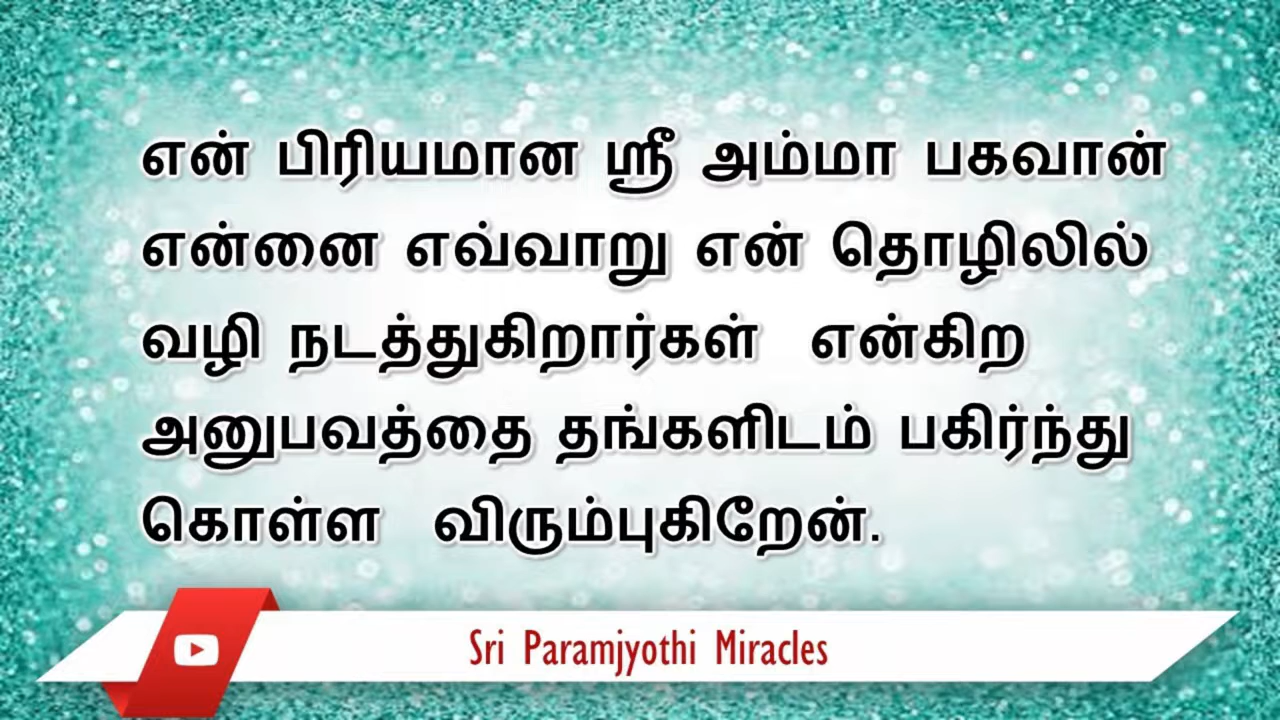 என் பிரியமான ஸ்ரீ அம்மா பகவான்
என்னை எவ்வாறு என் தொழிலில்
வழி நடத்துகிறார்கள் என்கிற
அனுபவத்தை தங்களிடம் பகிர்ந்து
கொள்ள விரும்புகிறேன்.
Sri Paramjyothi Miracles